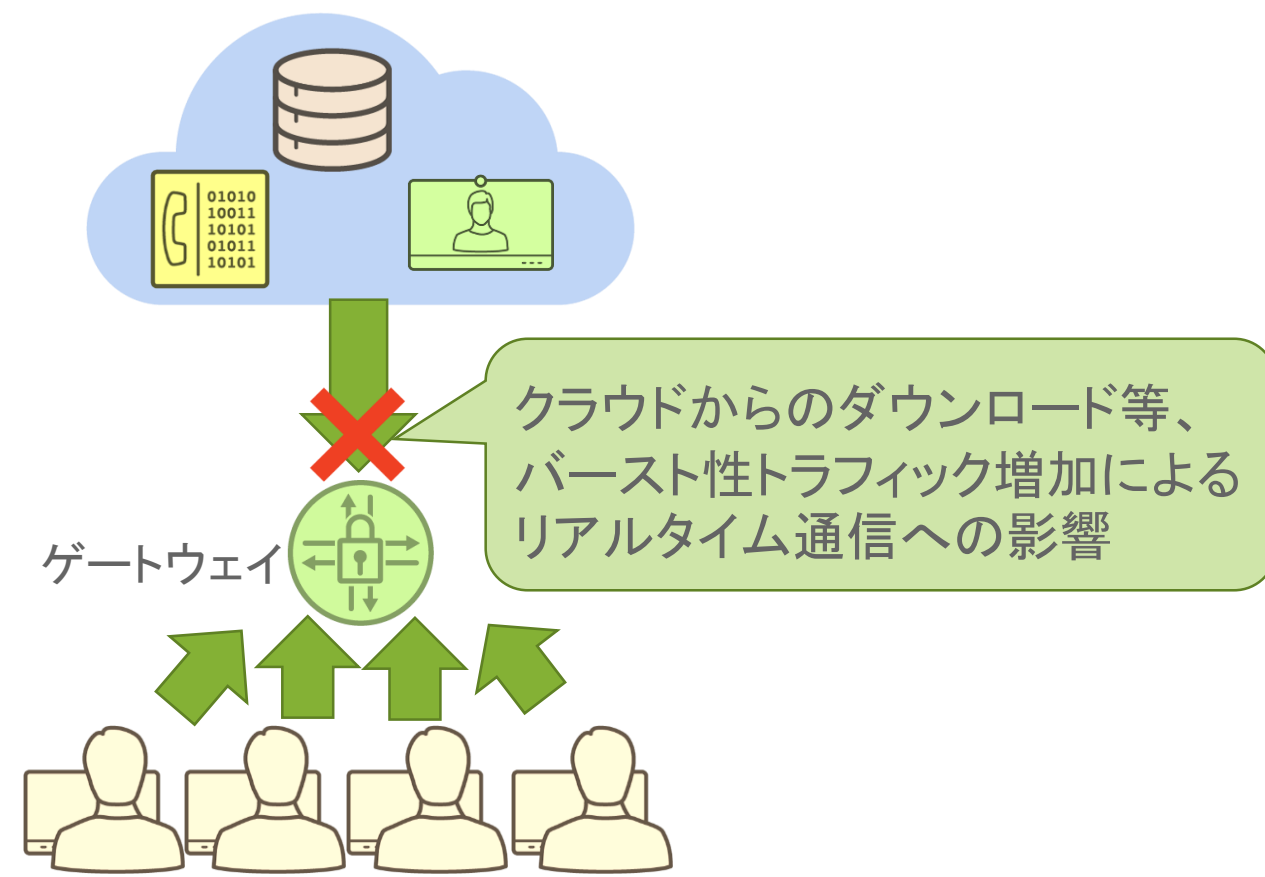 01010
10011
10101
01011
10101
クラウドからのダウンロード等、
バースト性トラフィック増加による
リアルタイム通信への影響
ゲートウェイ